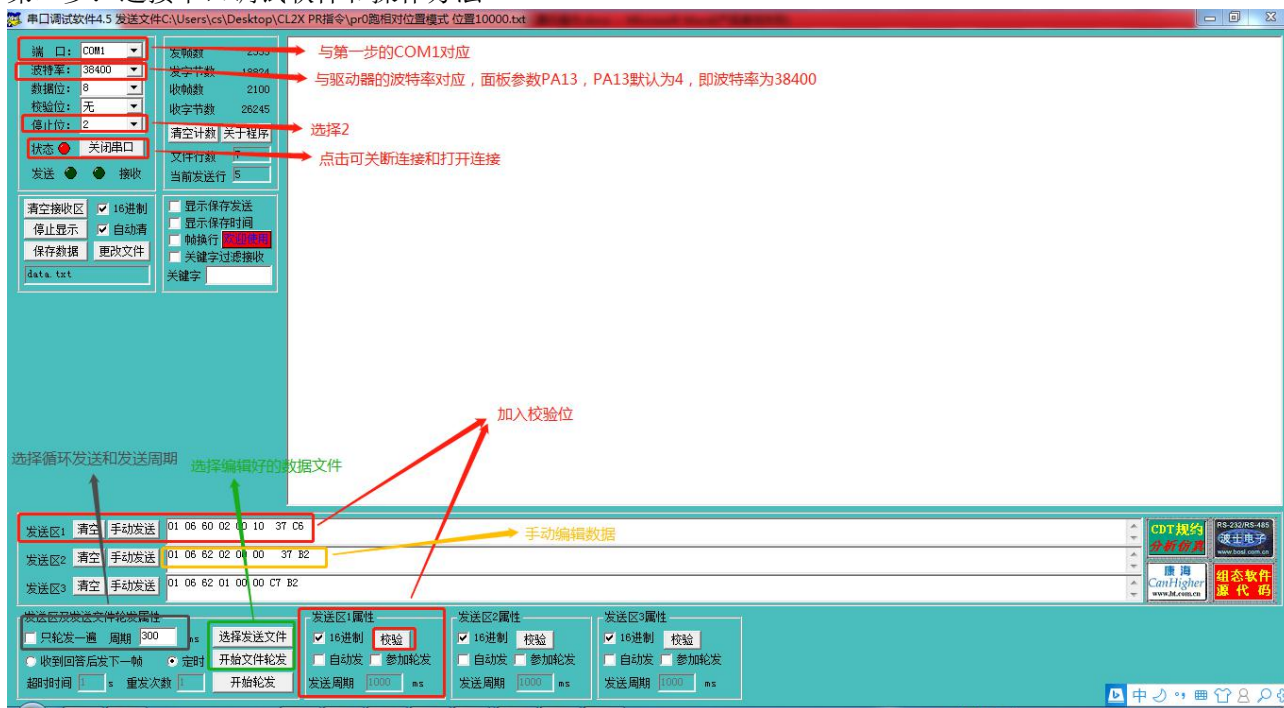 串口调试软件4.5 发送文件C:\Users\cs\Desktop\CL2X PR指令\pr0跑相对位置模式 位置10000.txt
端 口: COM1
波特率: 38400
数据位: 8
校验位: 无
停止位: 2
状态 关闭串口
发送 接收
发帧数
发字节数 18824
收帧数 2100
收字节数 26245
清空计数 关于程序
文件行数 7
当前发送行 5
与第一步的COM1对应
与驱动器的波特率对应，面板参数PA13，PA13默认为4，即波特率为38400
选择2
点击可关断连接和打开连接
清空接收区 16进制
停止显示 自动清
保存数据 更改文件
data.txt
显示保存发送
显示保存时间
帧换行 欢迎使用
关键字过滤接收
关键字
加入校验位
选择循环发送和发送周期
选择编辑好的数据文件
发送区1 清空 手动发送 01 06 60 02 00 10 37 C6
手动编辑数据
发送区2 清空 手动发送 01 06 62 02 00 00 37 B2
发送区3 清空 手动发送 01 06 62 01 00 00 C7 B2
CDT规约
分析仿真
RS-232/RS-485
波士电子
www.bosi.com.cn
康海
CanHigher
www.ht.com.cn
组态软件
源代码
发送区及发送文件轮发属性
只轮发一遍 周期 300 ms 选择发送文件
收到回答后发下一帧 定时 开始文件轮发
超时时间 1 s 重发次数 1 开始轮发
发送区1属性
16进制 校验
自动发 参加轮发
发送周期 1000 ms
发送区2属性
16进制 校验
自动发 参加轮发
发送周期 1000 ms
发送区3属性
16进制 校验
自动发 参加轮发
发送周期 1000 ms
中